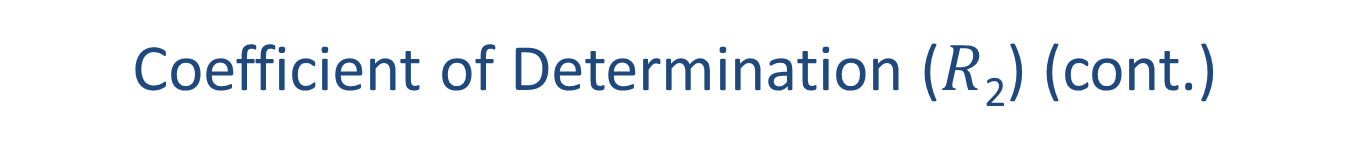 Coefficient of Determination (R₂) (cont.)